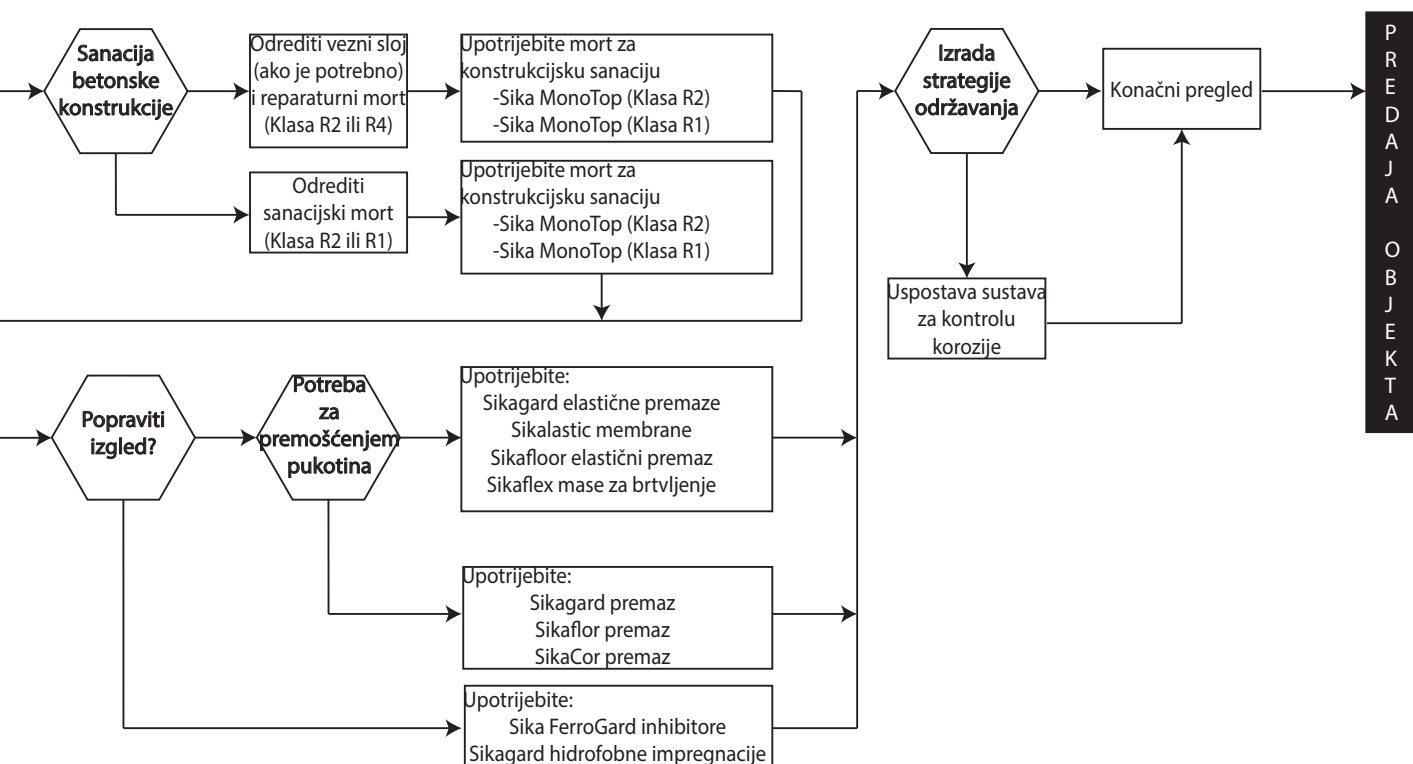 Sanacija
betonske
konstrukcije
Odrediti vezni sloj
(ako je potrebno)
i reparaturni mort
(Klasa R2 ili R4)
Upotrijebite mort za
konstrukcijsku sanaciju
-Sika MonoTop (Klasa R2)
-Sika MonoTop (Klasa R1)
Odrediti
sanacijski mort
(Klasa R2 ili R1)
Upotrijebite mort za
konstrukcijsku sanaciju
-Sika MonoTop (Klasa R2)
-Sika MonoTop (Klasa R1)
Izrada
strategije
održavanja
Konačni pregled
Uspostava sustava
za kontrolu
korozije
PREDAJA OBJEKTA
Popraviti
izgled?
Potreba
za
premošćenjem
pukotina
Upotrijebite:
Sikagard elastične premaze
Sikalastic membrane
Sikafloor elastični premaz
Sikaflex mase za brtvljenje
Upotrijebite:
Sikagard premaz
Sikaflor premaz
SikaCor premaz
Upotrijebite:
Sika FerroGard inhibitore
Sikagard hidrofobne impregnacije